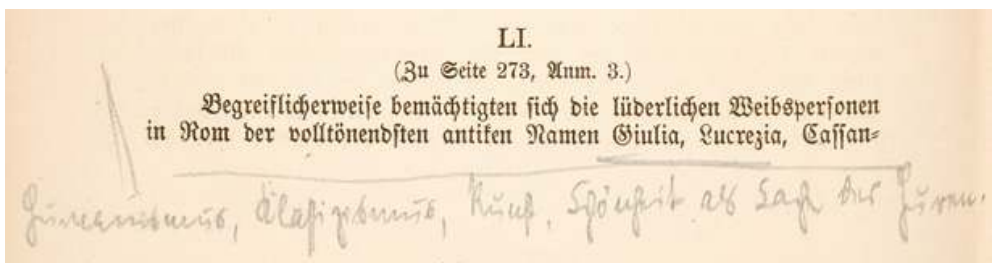 LI.
(Zu Seite 273, Anm. 3.)
Begreiflicherweise bemächtigten sich die lüderlichen Weibspersonen
in Rom der volltönendsten antiken Namen Giulia, Lucrezia, Cassan-
Humanismus, Klassizismus, Kunst, Schönheit als Sache der Huren.